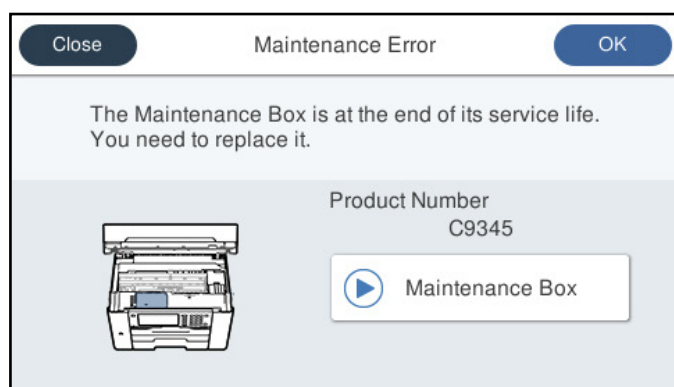 Close
Maintenance Error
OK
The Maintenance Box is at the end of its service life.
You need to replace it.
Product Number
C9345
Maintenance Box